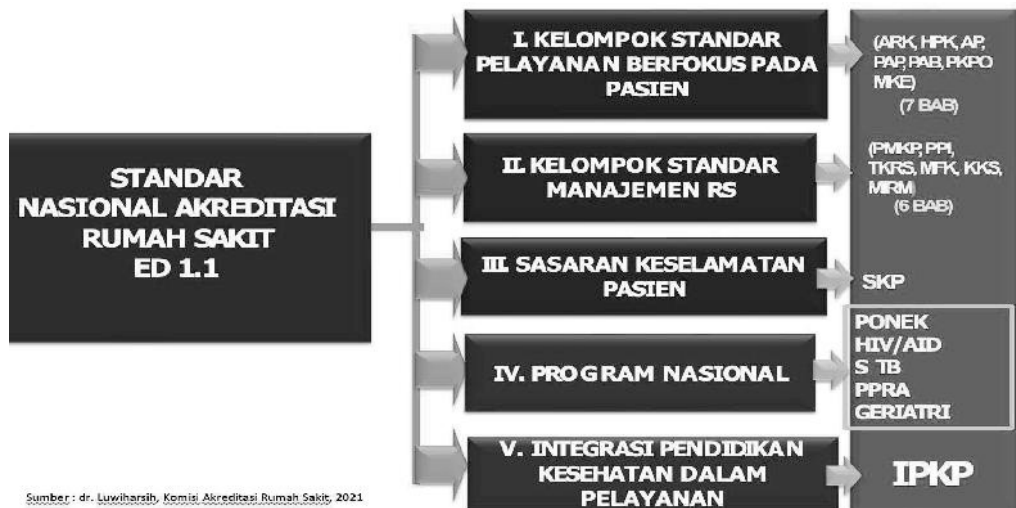 STANDAR
NASIONAL AKREDITASI
RUMAH SAKIT
ED 1.1
I. KELOMPOK STANDAR
PELAYANAN BERFOKUS PADA
PASIEN
(ARK, HPK, AP,
PAP, PAB, PKPO
MKE)
(7 BAB)
II. KELOMPOK STANDAR
MANAJEMEN RS
(PMKP, PPI,
TKRS, MFK, KKS,
MIRM)
(6 BAB)
III. SASARAN KESELAMATAN
PASIEN
SKP
IV. PROGRAM NASIONAL
PONEK
HIV/AID
S TB
PPRA
GERIATRI
V. INTEGRASI PENDIDIKAN
KESEHATAN DALAM
PELAYANAN
IPKP
Sumber : dr. Luwiharsih, Komisi Akreditasi Rumah Sakit, 2021